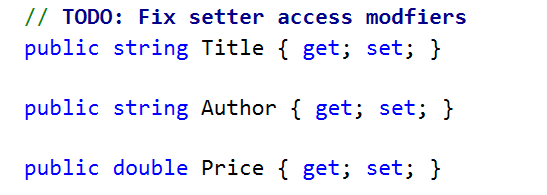 // TODO: Fix setter access modfiers
public string Title { get; set; }
public string Author { get; set; }
public double Price { get; set; }